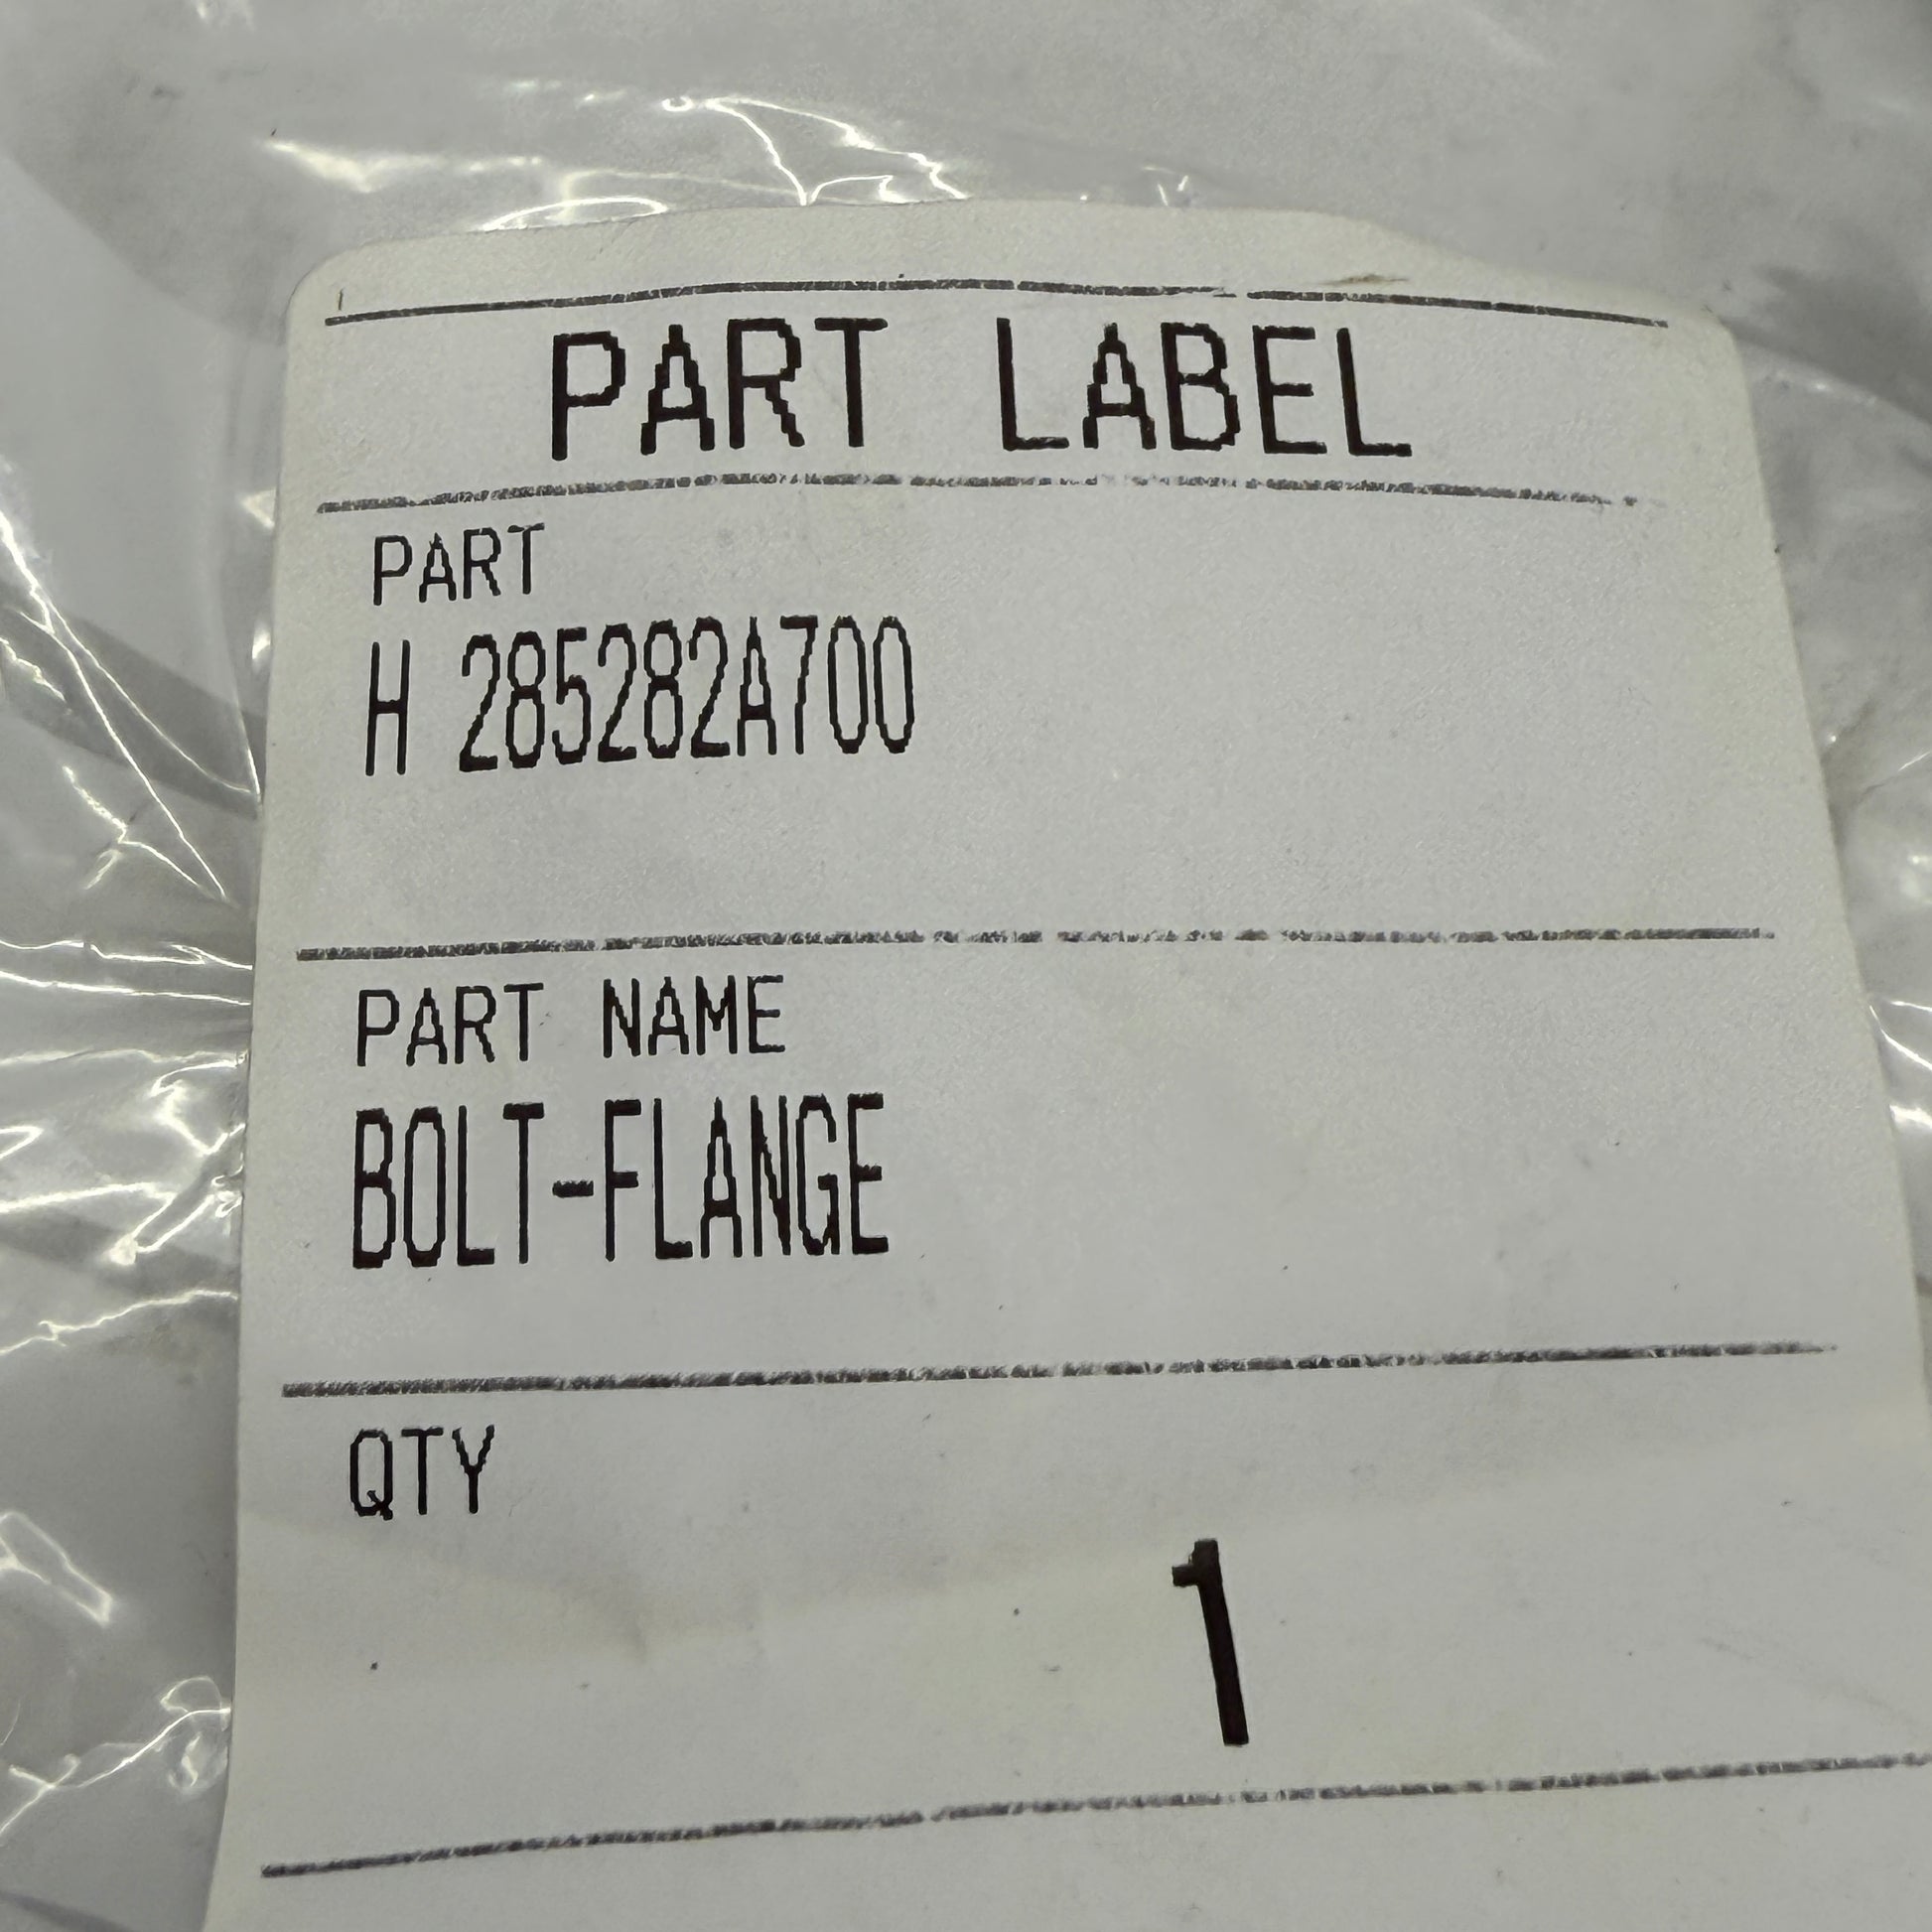 PART LABEL
PART
H 285282A700
PART NAME
BOLT-FLANGE
QTY
1